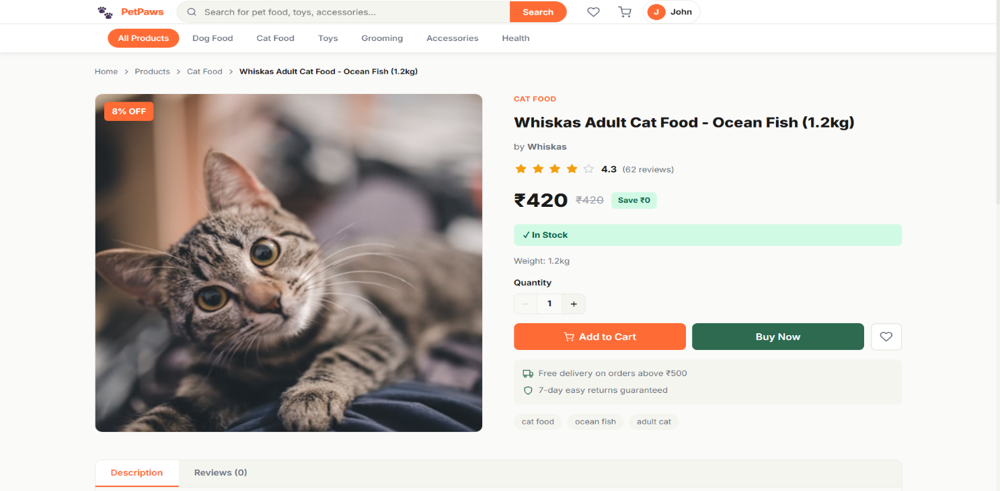 PetPaws
Search for pet food, toys, accessories...
Search
J
John
All Products
Dog Food
Cat Food
Toys
Grooming
Accessories
Health
Home > Products > Cat Food > Whiskas Adult Cat Food - Ocean Fish (1.2kg)
8% OFF
CAT FOOD
Whiskas Adult Cat Food - Ocean Fish (1.2kg)
by Whiskas
4.3 (62 reviews)
₹420 ₹420 Save ₹0
✓ In Stock
Weight: 1.2kg
Quantity
− 1 +
Add to Cart
Buy Now
Free delivery on orders above ₹500
7-day easy returns guaranteed
cat food
ocean fish
adult cat
Description
Reviews (0)